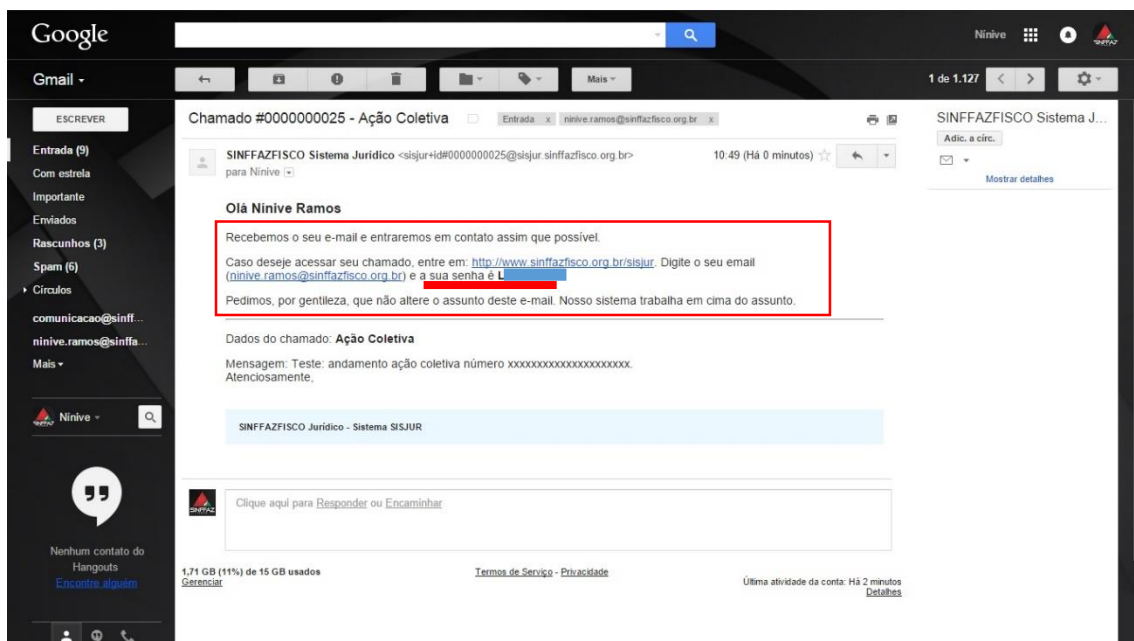 Google
Nínive
Gmail
Mais
1 de 1.127
ESCREVER
Entrada (9)
Com estrela
Importante
Enviados
Rascunhos (3)
Spam (6)
Círculos
comunicacao@sinff...
ninive.ramos@sinffa...
Mais
Nínive
Nenhum contato do
Hangouts
Encontre alguém
Chamado #0000000025 - Ação Coletiva
Entrada x ninive.ramos@sinffazfisco.org.br x
SINFFAZFISCO Sistema Jurídico <sisjur+id#0000000025@sisjur.sinffazfisco.org.br> 10:49 (Há 0 minutos)
para Nínive
Olá Nínive Ramos
Recebemos o seu e-mail e entraremos em contato assim que possível.
Caso deseje acessar seu chamado, entre em: http://www.sinffazfisco.org.br/sisjur. Digite o seu email
(ninive.ramos@sinffazfisco.org.br) e a sua senha é L
Pedimos, por gentileza, que não altere o assunto deste e-mail. Nosso sistema trabalha em cima do assunto.
Dados do chamado: Ação Coletiva
Mensagem: Teste: andamento ação coletiva número xxxxxxxxxxxxxxxxxxxxx.
Atenciosamente,
SINFFAZFISCO Jurídico - Sistema SISJUR
SINFFAZ
Clique aqui para Responder ou Encaminhar
1,71 GB (11%) de 15 GB usados
Gerenciar
Termos de Serviço - Privacidade
Última atividade da conta: Há 2 minutos
Detalhes
SINFFAZFISCO Sistema J...
Adic. a círc.
Mostrar detalhes